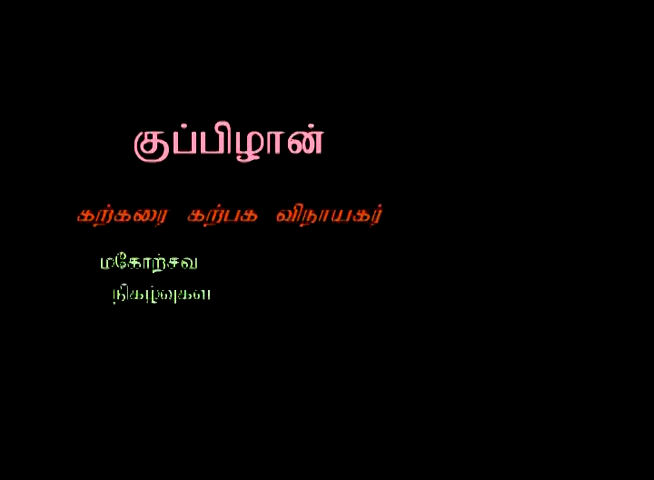 குப்பிழான்
கற்கரை கற்பக விநாயகர்
மகோற்சவ
நிகழ்வுகள